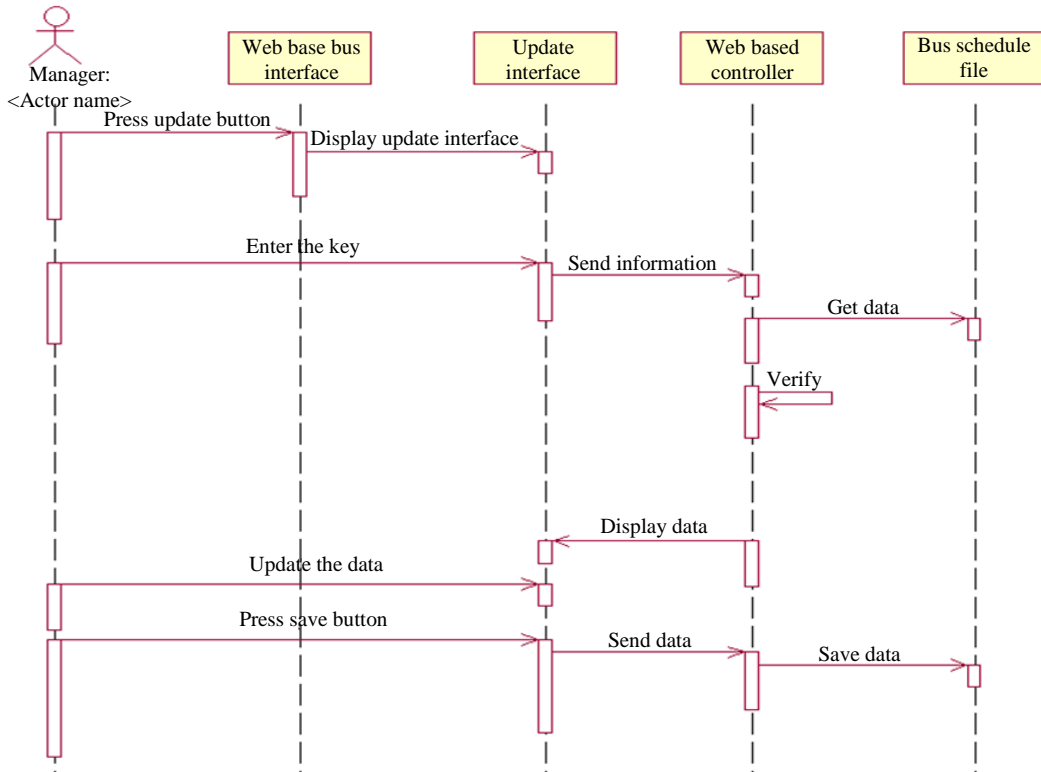 Manager:
<Actor name>
Web base bus
interface
Update
interface
Web based
controller
Bus schedule
file
Press update button
Display update interface
Enter the key
Send information
Get data
Verify
Display data
Update the data
Press save button
Send data
Save data